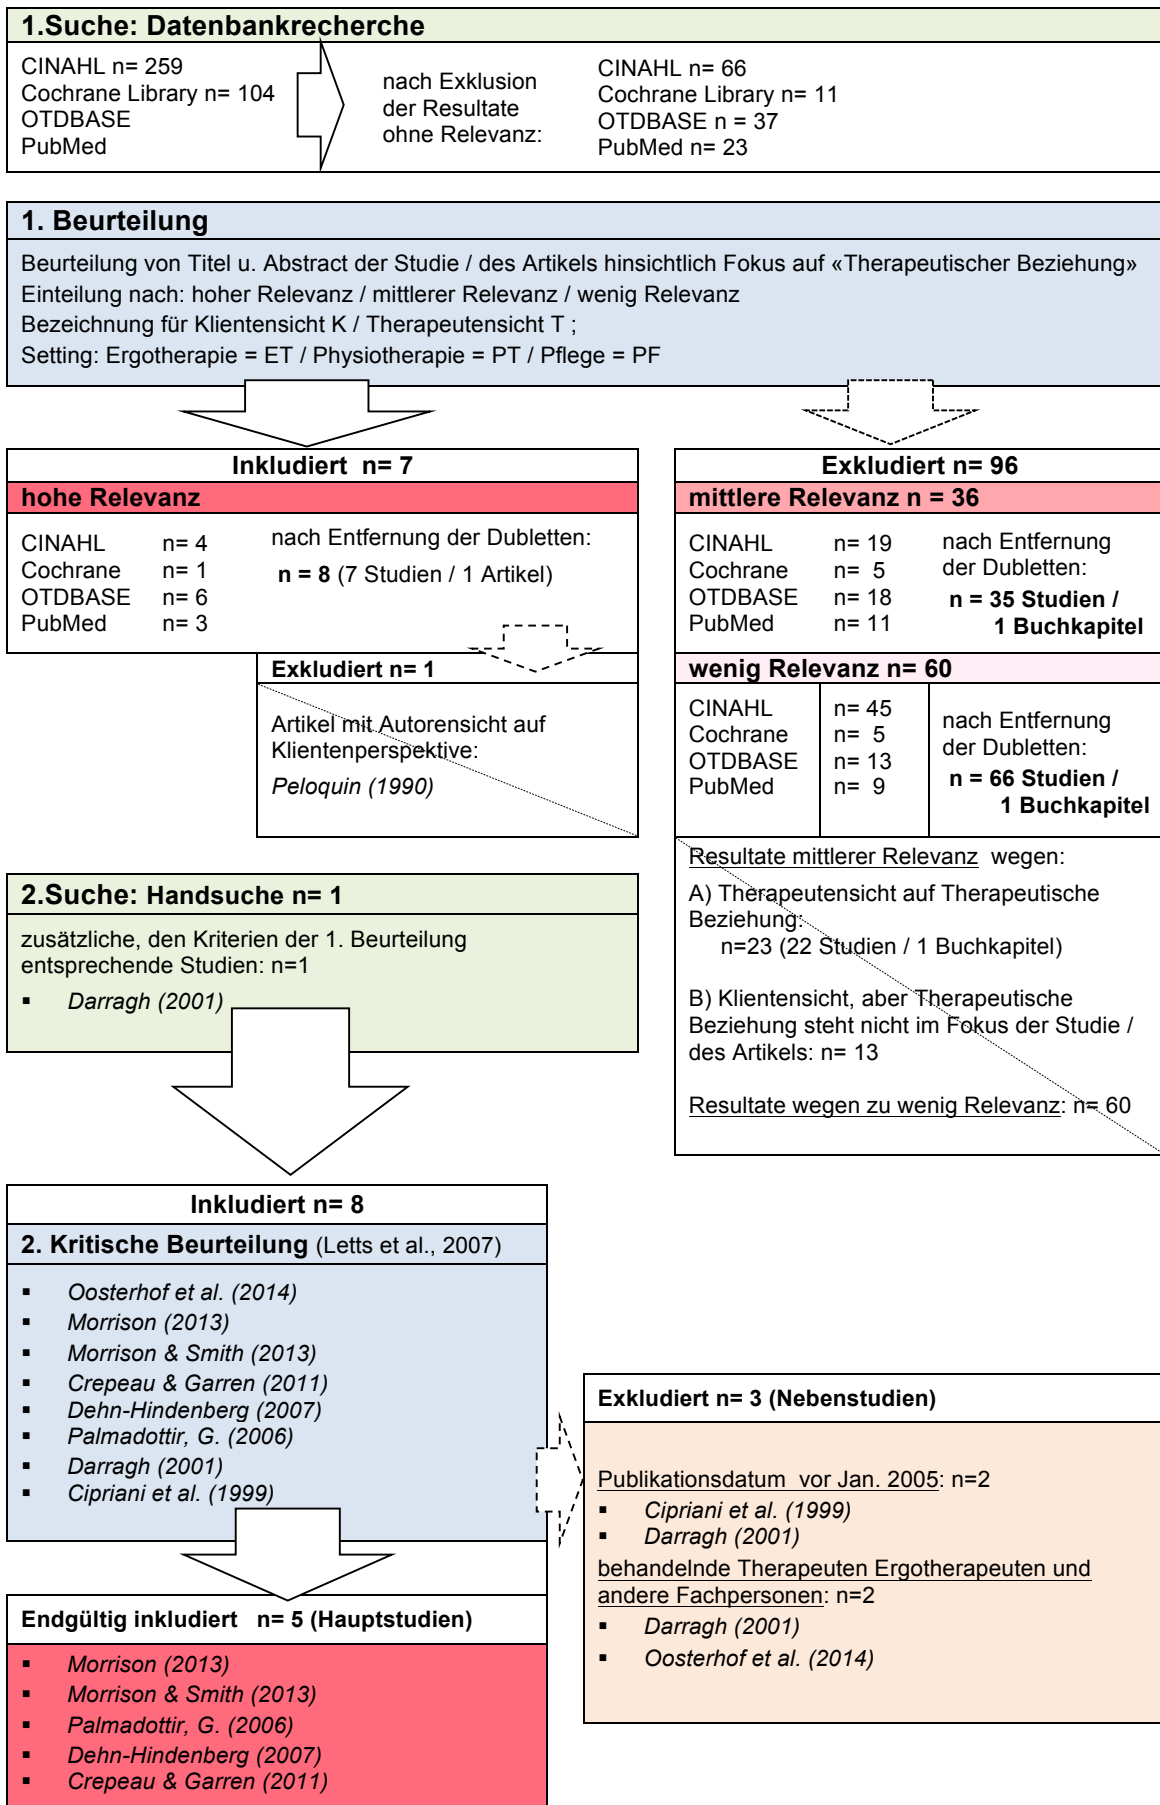 1.Suche: Datenbankrecherche
CINAHL n= 259
Cochrane Library n= 104
OTDBASE
PubMed
nach Exklusion
der Resultate
ohne Relevanz:
CINAHL n= 66
Cochrane Library n= 11
OTDBASE n = 37
PubMed n= 23
1. Beurteilung
Beurteilung von Titel u. Abstract der Studie / des Artikels hinsichtlich Fokus auf «Therapeutischer Beziehung»
Einteilung nach: hoher Relevanz / mittlerer Relevanz / wenig Relevanz
Bezeichnung für Klientensicht K / Therapeutensicht T ;
Setting: Ergotherapie = ET / Physiotherapie = PT / Pflege = PF
Inkludiert n= 7
hohe Relevanz
CINAHL n= 4
Cochrane n= 1
OTDBASE n= 6
PubMed n= 3
nach Entfernung der Dubletten:
n = 8 (7 Studien / 1 Artikel)
Exkludiert n= 1
Artikel mit Autorensicht auf
Klientenperspektive:
Peloquin (1990)
Exkludiert n= 96
mittlere Relevanz n = 36
CINAHL n= 19
Cochrane n= 5
OTDBASE n= 18
PubMed n= 11
nach Entfernung
der Dubletten:
n = 35 Studien /
1 Buchkapitel
wenig Relevanz n= 60
CINAHL n= 45
Cochrane n= 5
OTDBASE n= 13
PubMed n= 9
nach Entfernung
der Dubletten:
n = 66 Studien /
1 Buchkapitel
Resultate mittlerer Relevanz wegen:
A) Therapeutensicht auf Therapeutische
Beziehung:
n=23 (22 Studien / 1 Buchkapitel)
B) Klientensicht, aber Therapeutische
Beziehung steht nicht im Fokus der Studie /
des Artikels: n= 13
Resultate wegen zu wenig Relevanz: n= 60
2.Suche: Handsuche n= 1
zusätzliche, den Kriterien der 1. Beurteilung
entsprechende Studien: n=1
▪ Darragh (2001)
Inkludiert n= 8
2. Kritische Beurteilung (Letts et al., 2007)
▪ Oosterhof et al. (2014)
▪ Morrison (2013)
▪ Morrison & Smith (2013)
▪ Crepeau & Garren (2011)
▪ Dehn-Hindenberg (2007)
▪ Palmadottir, G. (2006)
▪ Darragh (2001)
▪ Cipriani et al. (1999)
Exkludiert n= 3 (Nebenstudien)
Publikationsdatum vor Jan. 2005: n=2
▪ Cipriani et al. (1999)
▪ Darragh (2001)
behandelnde Therapeuten Ergotherapeuten und
andere Fachpersonen: n=2
▪ Darragh (2001)
▪ Oosterhof et al. (2014)
Endgültig inkludiert n= 5 (Hauptstudien)
▪ Morrison (2013)
▪ Morrison & Smith (2013)
▪ Palmadottir, G. (2006)
▪ Dehn-Hindenberg (2007)
▪ Crepeau & Garren (2011)